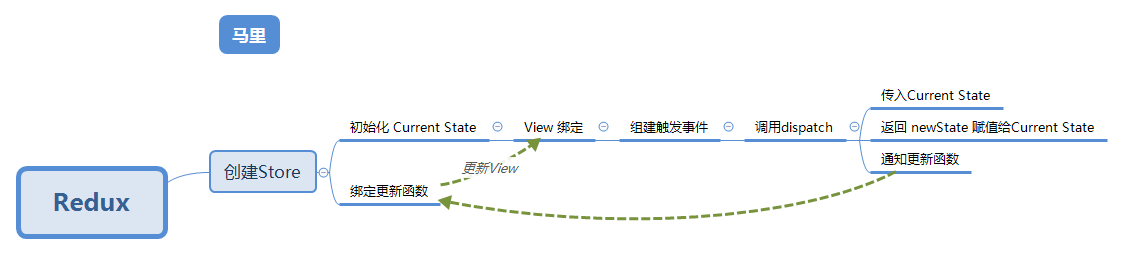 马里
Redux
创建Store
初始化 Current State
View 绑定
组建触发事件
调用dispatch
传入Current State
返回 newState 赋值给Current State
通知更新函数
更新View
绑定更新函数